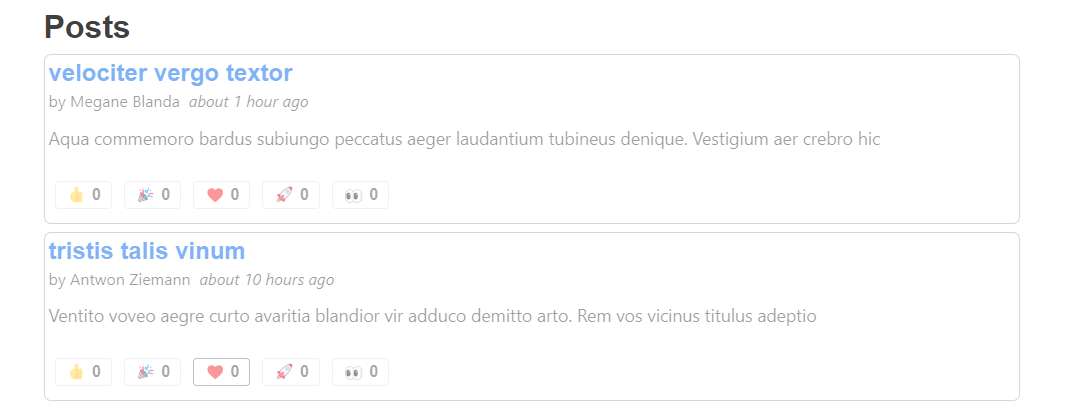 Posts
velociter vergo textor
by Megane Blanda about 1 hour ago
Aqua commemoro bardus subiungo peccatus aeger laudantium tubineus denique. Vestigium aer crebro hic
👍 0 🎉 0 ❤️ 0 🚀 0 👀 0
tristis talis vinum
by Antwon Ziemann about 10 hours ago
Ventito voveo aegre curto avaritia blandior vir adduco demitto arto. Rem vos vicinus titulus adeptio
👍 0 🎉 0 ❤️ 0 🚀 0 👀 0